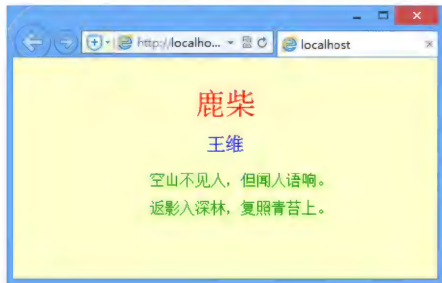 http://localho...
localhost
鹿柴
王维
空山不见人，但闻人语响。
返影入深林，复照青苔上。